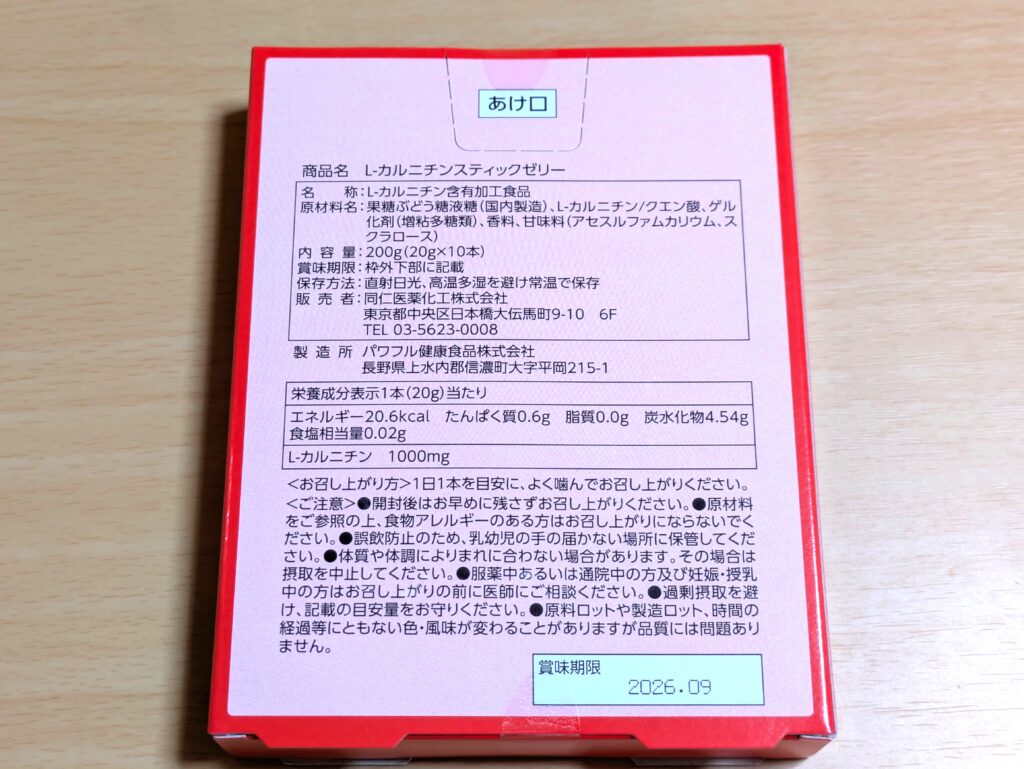 あけ口
商品名　L-カルニチンスティックゼリー
名　　称：L-カルニチン含有加工食品
原材料名：果糖ぶどう糖液糖（国内製造）、L-カルニチン/クエン酸、ゲル
化剤（増粘多糖類）、香料、甘味料（アセスルファムカリウム、ス
クラロース）
内 容 量：200g（20g×10本）
賞味期限：枠外下部に記載
保存方法：直射日光、高温多湿を避け常温で保存
販 売 者：同仁医薬化工株式会社
東京都中央区日本橋大伝馬町9-10　6F
TEL 03-5623-0008
製 造 所　パワフル健康食品株式会社
長野県上水内郡信濃町大字平岡215-1
栄養成分表示1本（20g）当たり
エネルギー20.6kcal　たんぱく質0.6g　脂質0.0g　炭水化物4.54g
食塩相当量0.02g
L-カルニチン　1000mg
＜お召し上がり方＞1日1本を目安に、よく噛んでお召し上がりください。
＜ご注意＞●開封後はお早めに残さずお召し上がりください。●原材料
をご参照の上、食物アレルギーのある方はお召し上がりにならないでく
ださい。●誤飲防止のため、乳幼児の手の届かない場所に保管してくだ
さい。●体質や体調によりまれに合わない場合があります。その場合は
摂取を中止してください。●服薬中あるいは通院中の方及び妊娠・授乳
中の方はお召し上がりの前に医師にご相談ください。●過剰摂取を避
け、記載の目安量をお守りください。●原料ロットや製造ロット、時間の
経過等にともない色・風味が変わることがありますが品質には問題あり
ません。
賞味期限
2026.09